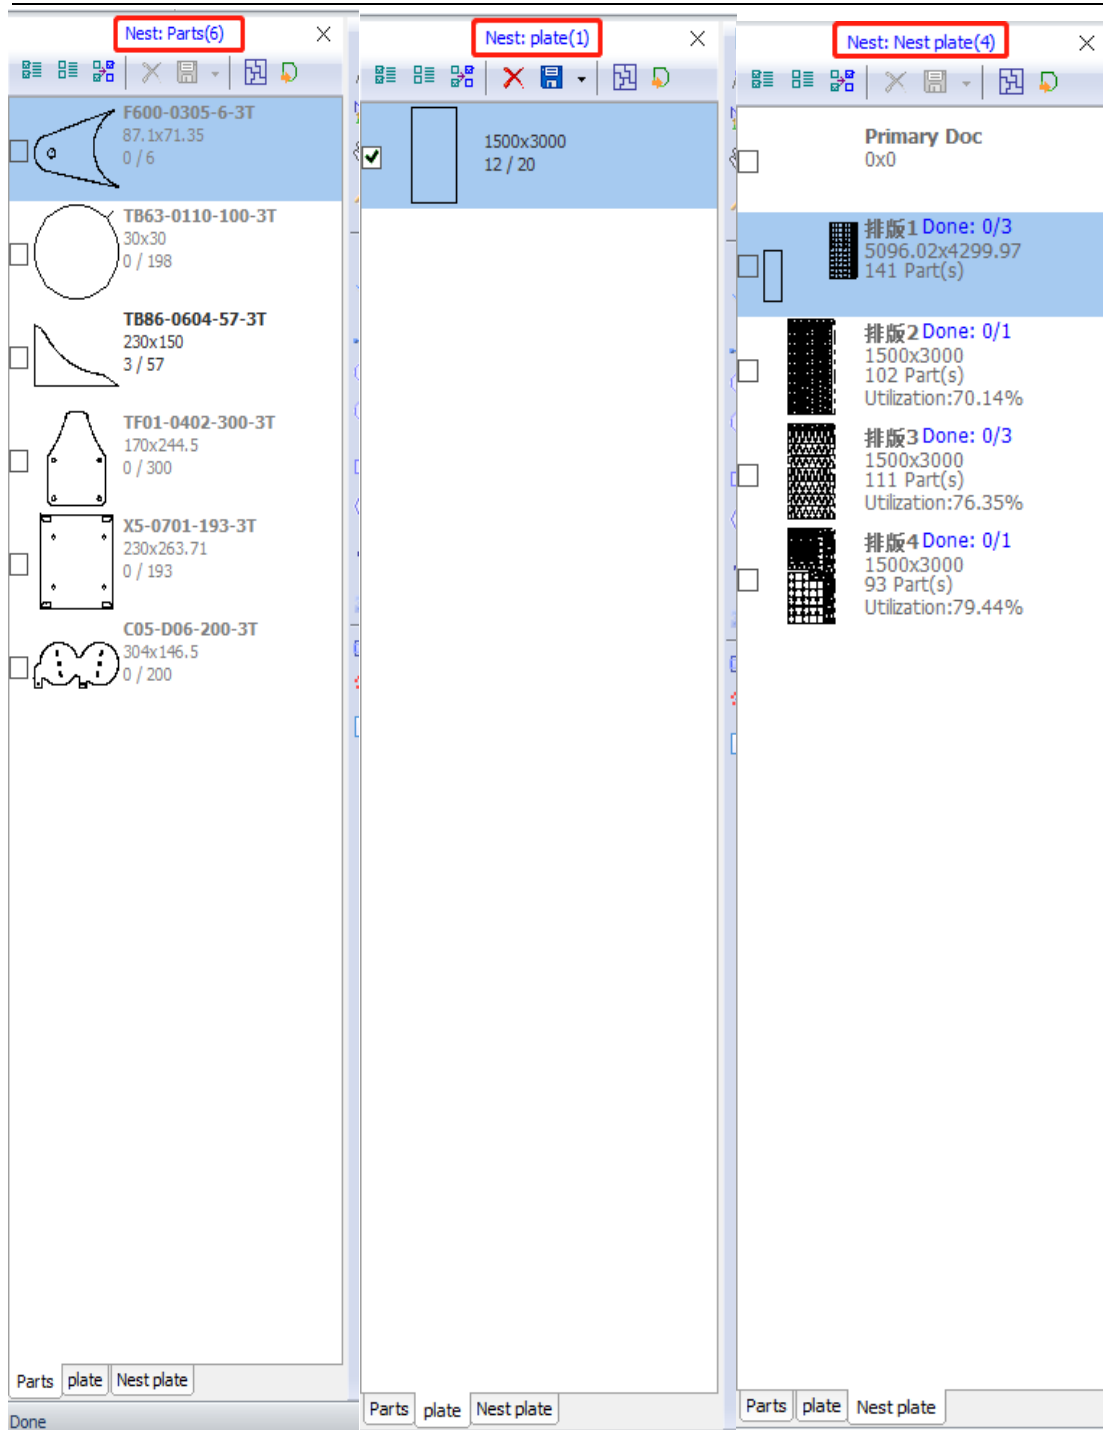 Nest: Parts(6)
F600-0305-6-3T
87.1x71.35
0 / 6
TB63-0110-100-3T
30x30
0 / 198
TB86-0604-57-3T
230x150
3 / 57
TF01-0402-300-3T
170x244.5
0 / 300
X5-0701-193-3T
230x263.71
0 / 193
C05-D06-200-3T
304x146.5
0 / 200
Parts plate Nest plate
Done
Nest: plate(1)
1500x3000
12 / 20
Parts plate Nest plate
Nest: Nest plate(4)
Primary Doc
0x0
排版1 Done: 0/3
5096.02x4299.97
141 Part(s)
排版2 Done: 0/1
1500x3000
102 Part(s)
Utilization:70.14%
排版3 Done: 0/3
1500x3000
111 Part(s)
Utilization:76.35%
排版4 Done: 0/1
1500x3000
93 Part(s)
Utilization:79.44%
Parts plate Nest plate